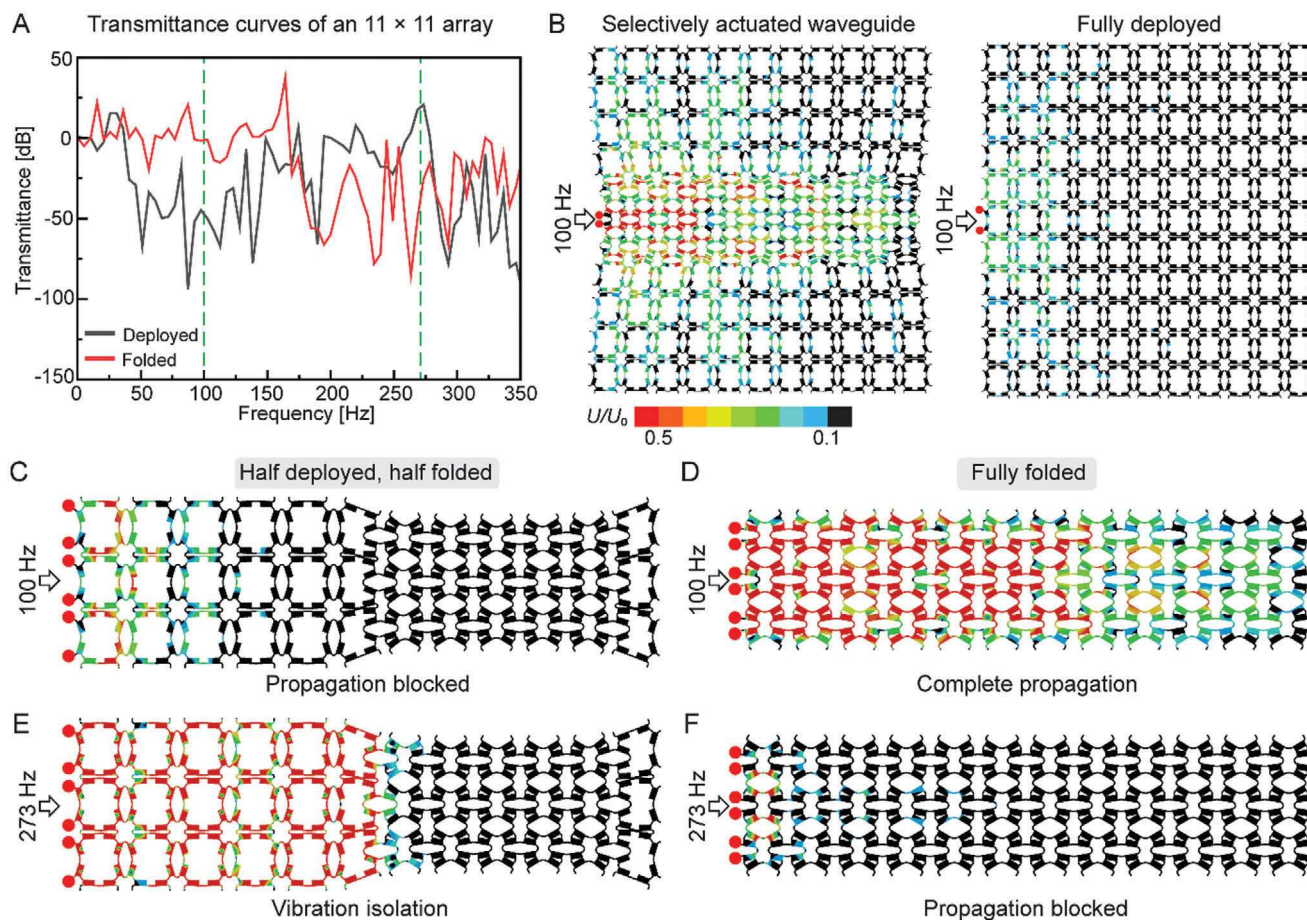 A
Transmittance curves of an 11 × 11 array
50
0
-50
-100
-150
Transmittance [dB]
Deployed
Folded
0
50
100
150
200
250
300
350
Frequency [Hz]
B
Selectively actuated waveguide
Fully deployed
100 Hz
100 Hz
U/U₀
0.5
0.1
C
Half deployed, half folded
100 Hz
Propagation blocked
D
Fully folded
100 Hz
Complete propagation
E
273 Hz
Vibration isolation
F
273 Hz
Propagation blocked